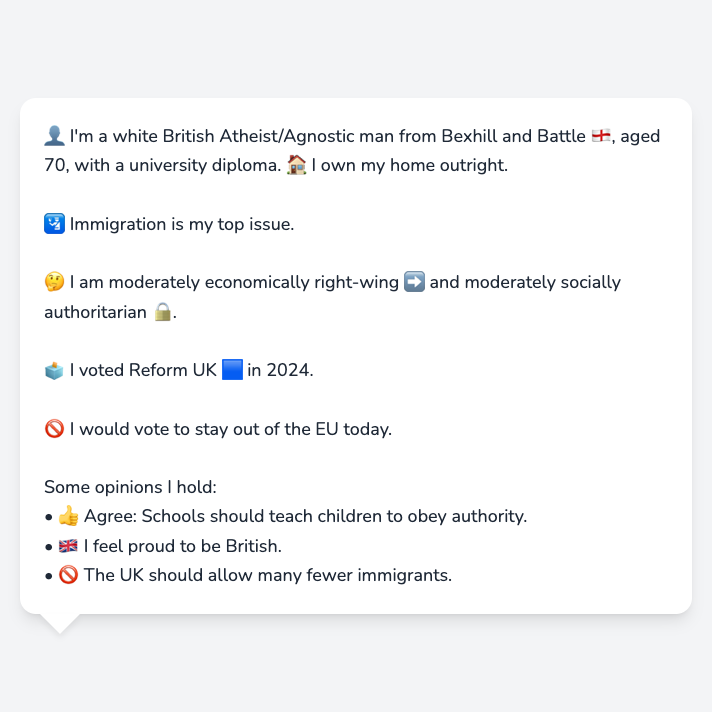 👤 I'm a white British Atheist/Agnostic man from Bexhill and Battle 🏴󠁧󠁢󠁥󠁮󠁧󠁿, aged
70, with a university diploma. 🏠 I own my home outright.
🛂 Immigration is my top issue.
🤔 I am moderately economically right-wing ➡️ and moderately socially
authoritarian 🔒.
🗳️ I voted Reform UK 🟦 in 2024.
🚫 I would vote to stay out of the EU today.
Some opinions I hold:
• 👍 Agree: Schools should teach children to obey authority.
• 🇬🇧 I feel proud to be British.
• 🚫 The UK should allow many fewer immigrants.